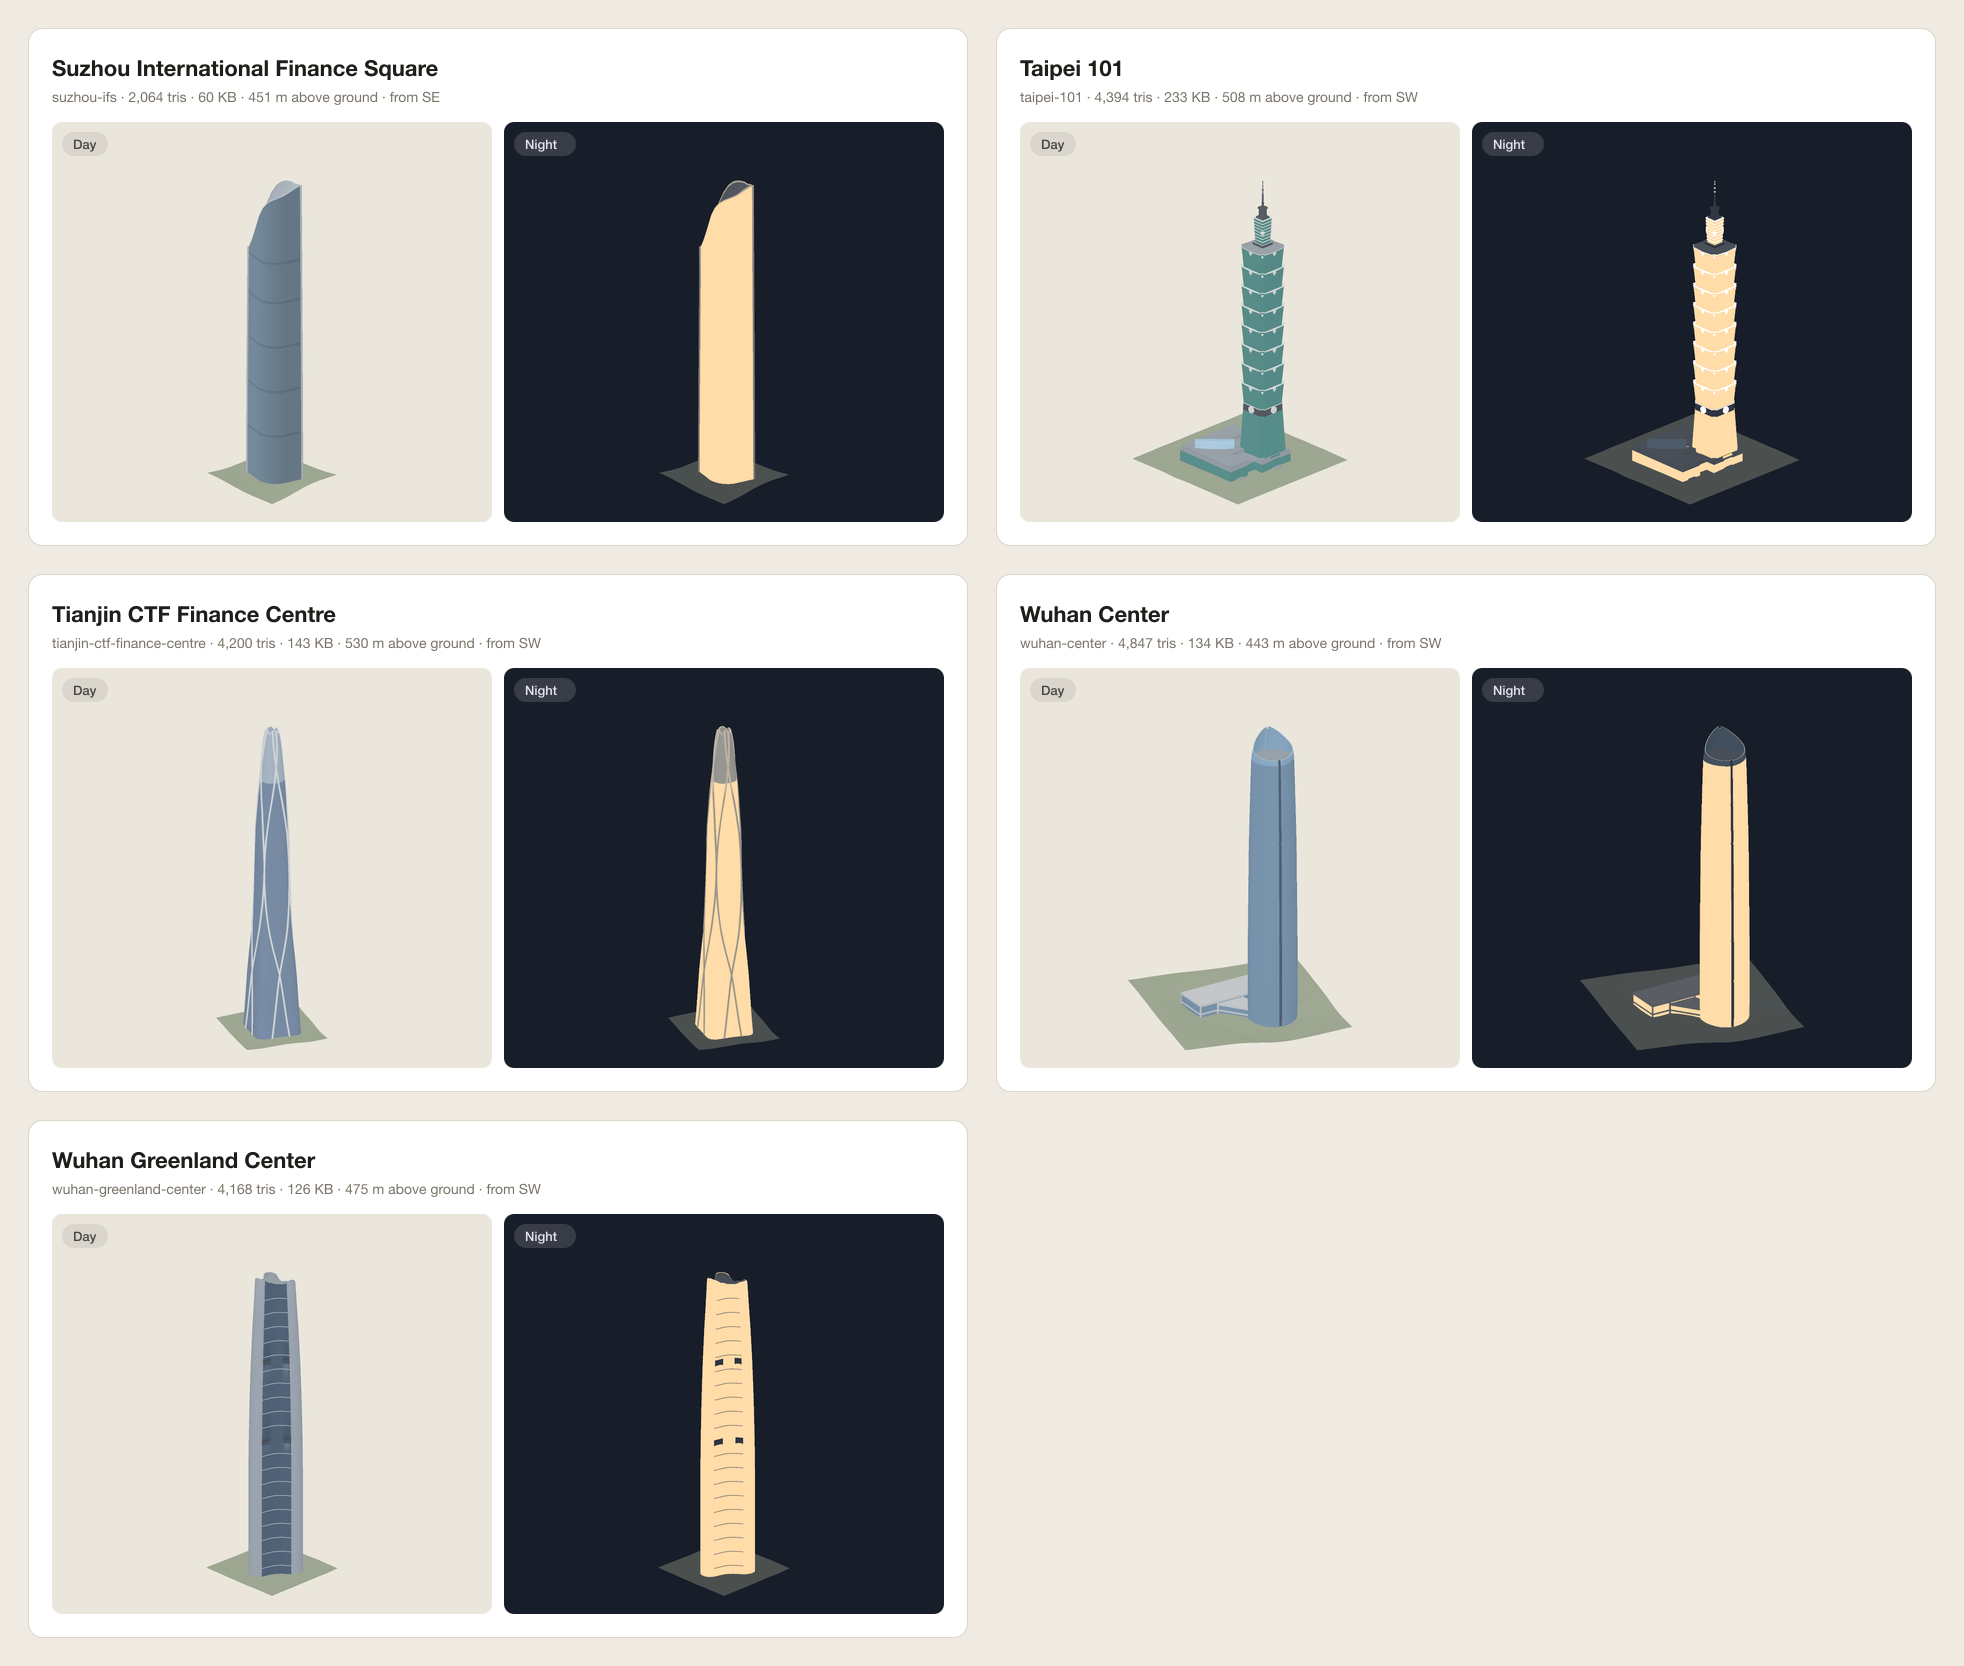 Suzhou International Finance Square
suzhou-ifs · 2,064 tris · 60 KB · 451 m above ground · from SE
Day
Night
Taipei 101
taipei-101 · 4,394 tris · 233 KB · 508 m above ground · from SW
Day
Night
Tianjin CTF Finance Centre
tianjin-ctf-finance-centre · 4,200 tris · 143 KB · 530 m above ground · from SW
Day
Night
Wuhan Center
wuhan-center · 4,847 tris · 134 KB · 443 m above ground · from SW
Day
Night
Wuhan Greenland Center
wuhan-greenland-center · 4,168 tris · 126 KB · 475 m above ground · from SW
Day
Night